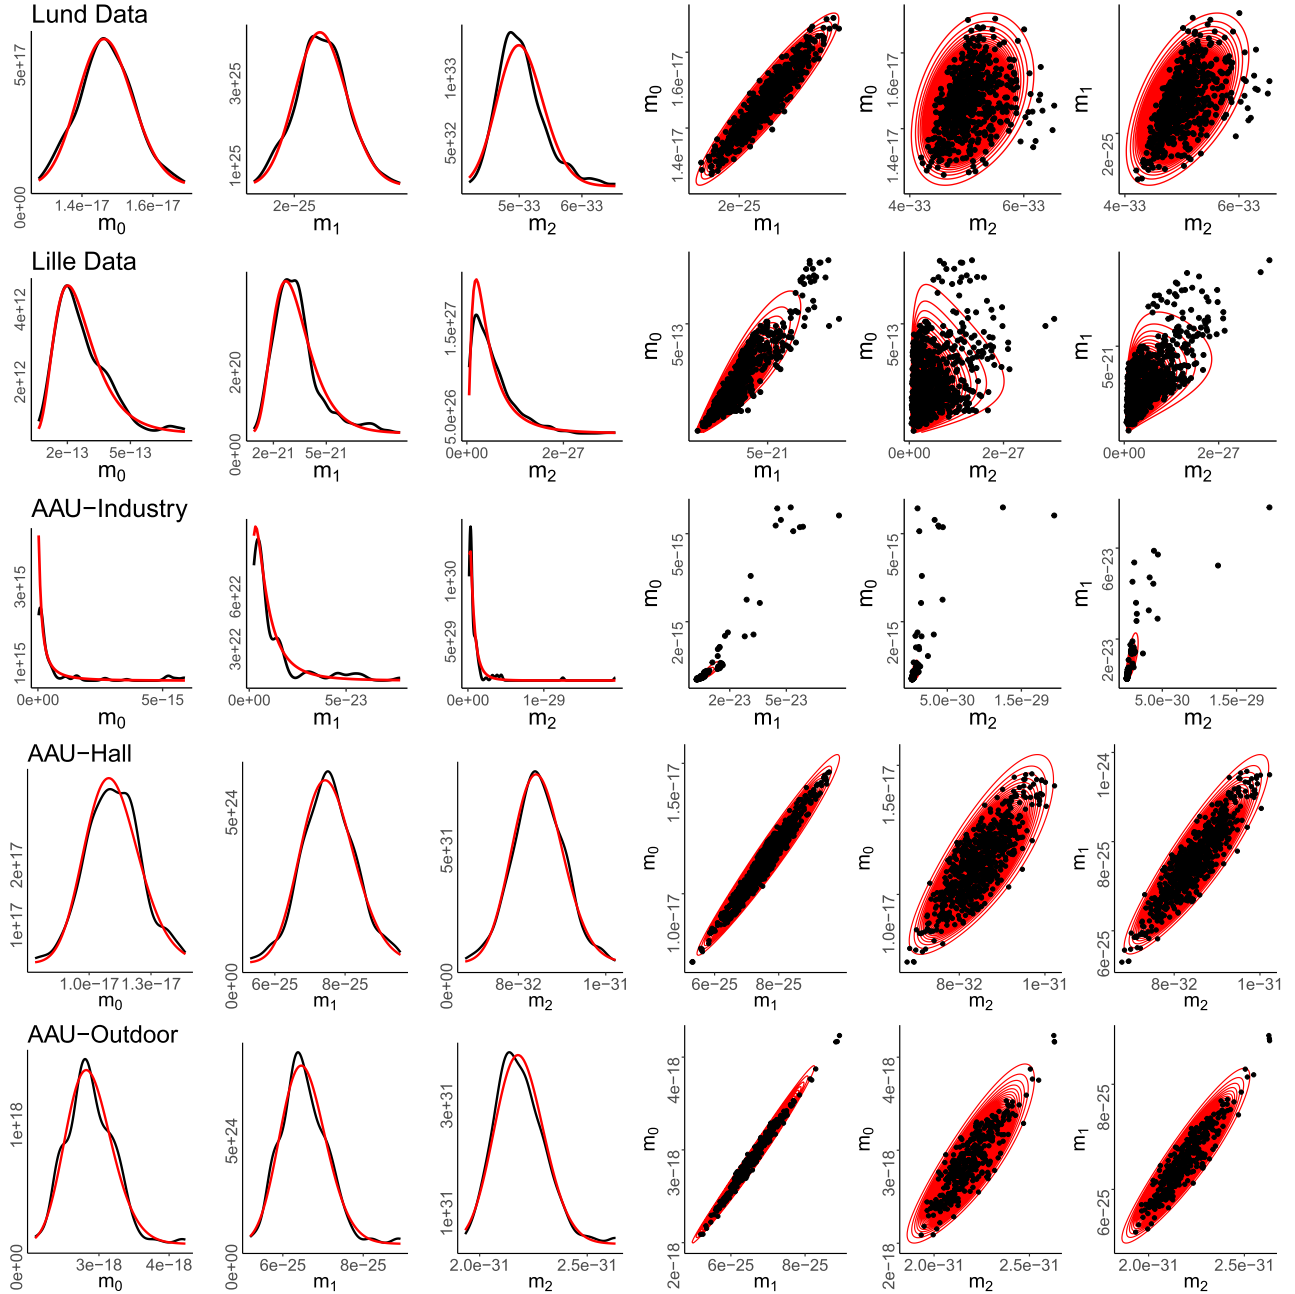 Lund Data
0e+00 5e+17
1.4e−17 1.6e−17
m0
1e+25 3e+25
2e−25
m1
5e+32 1e+33
5e−33 6e−33
m2
m0
1.4e−17 1.6e−17
2e−25
m1
m0
1.4e−17 1.6e−17
4e−33 6e−33
m2
m1
2e−25
4e−33 6e−33
m2
Lille Data
2e+12 4e+12
2e−13 5e−13
m0
0e+00 2e+20
2e−21 5e−21
m1
5.0e+26 1.5e+27
0e+00 2e−27
m2
m0
5e−13
5e−21
m1
m0
5e−13
0e+00 2e−27
m2
m1
5e−21
0e+00 2e−27
m2
AAU−Industry
1e+15 3e+15
0e+00 5e−15
m0
3e+22 6e+22
0e+00 5e−23
m1
5e+29 1e+30
0e+00 1e−29
m2
m0
2e−15 5e−15
2e−23 5e−23
m1
m0
2e−15 5e−15
5.0e−30 1.5e−29
m2
m1
2e−23 6e−23
5.0e−30 1.5e−29
m2
AAU−Hall
1e+17 2e+17
1.0e−17 1.3e−17
m0
0e+00 5e+24
6e−25 8e−25
m1
0e+00 5e+31
8e−32 1e−31
m2
m0
1.0e−17 1.5e−17
6e−25 8e−25
m1
m0
1.0e−17 1.5e−17
8e−32 1e−31
m2
m1
6e−25 8e−25 1e−24
8e−32 1e−31
m2
AAU−Outdoor
0e+00 1e+18
3e−18 4e−18
m0
0e+00 5e+24
6e−25 8e−25
m1
1e+31 3e+31
2.0e−31 2.5e−31
m2
m0
2e−18 3e−18 4e−18
6e−25 8e−25
m1
m0
2e−18 3e−18 4e−18
2.0e−31 2.5e−31
m2
m1
6e−25 8e−25
2.0e−31 2.5e−31
m2